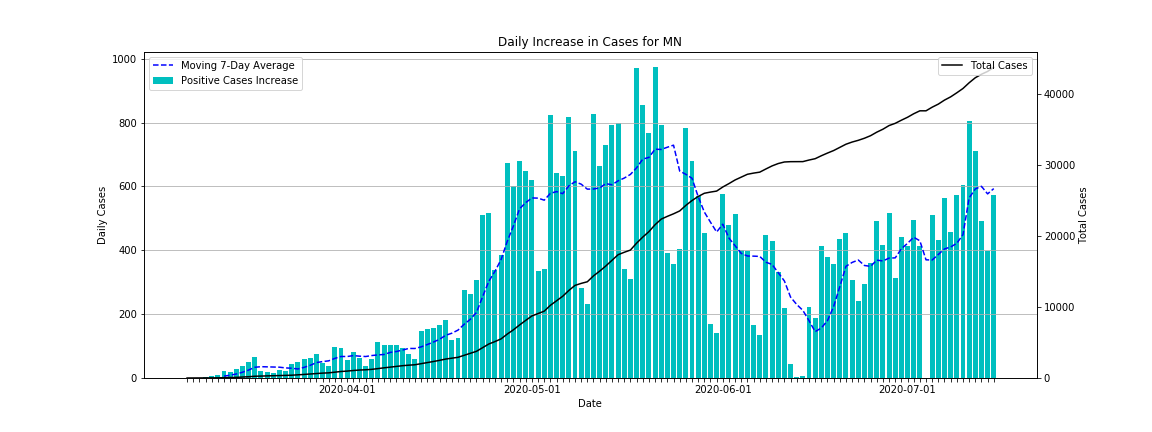 Daily Increase in Cases for MN
Moving 7-Day Average
Positive Cases Increase
Total Cases
1000
800
600
400
200
0
Daily Cases
40000
30000
20000
10000
0
Total Cases
2020-04-01 2020-05-01 2020-06-01 2020-07-01
Date